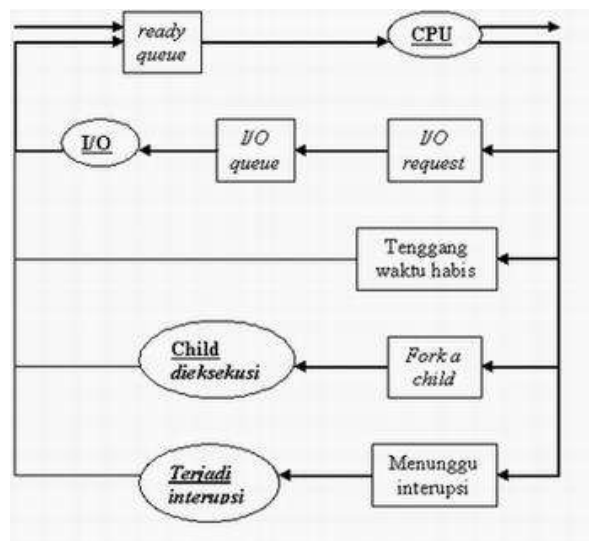 ready
queue
CPU
I/O
I/O
queue
I/O
request
Tenggang
waktu habis
Child
dieksekusi
Fork a
child
Terjadi
interupsi
Menunggu
interupsi